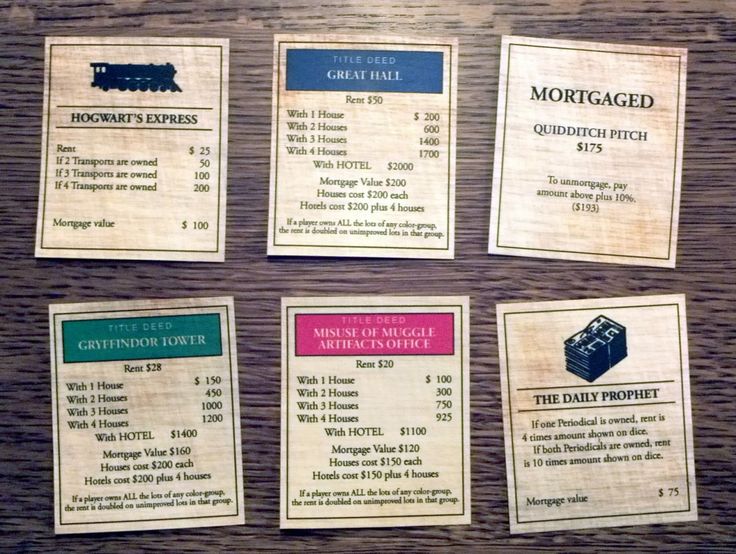 HOGWART'S EXPRESS
Rent $ 25
If 2 Transports are owned 50
If 3 Transports are owned 100
If 4 Transports are owned 200
Mortgage value $ 100
TITLE DEED
GREAT HALL
Rent $50
With 1 House $ 200
With 2 Houses 600
With 3 Houses 1400
With 4 Houses 1700
With HOTEL $2000
Mortgage Value $200
Houses cost $200 each
Hotels cost $200 plus 4 houses
If a player owns ALL the lots of any color-group,
the rent is doubled on unimproved lots in that group.
MORTGAGED
QUIDDITCH PITCH
$175
To unmortgage, pay
amount above plus 10%.
($193)
TITLE DEED
GRYFFINDOR TOWER
Rent $28
With 1 House $ 150
With 2 Houses 450
With 3 Houses 1000
With 4 Houses 1200
With HOTEL $1400
Mortgage Value $160
Houses cost $200 each
Hotels cost $200 plus 4 houses
If a player owns ALL the lots of any color-group,
the rent is doubled on unimproved lots in that group.
TITLE DEED
MISUSE OF MUGGLE
ARTIFACTS OFFICE
Rent $20
With 1 House $ 100
With 2 Houses 300
With 3 Houses 750
With 4 Houses 925
With HOTEL $1100
Mortgage Value $120
Houses cost $150 each
Hotels cost $150 plus 4 houses
If a player owns ALL the lots of any color-group,
the rent is doubled on unimproved lots in that group.
THE DAILY PROPHET
If one Periodical is owned, rent is
4 times amount shown on dice.
If both Periodicals are owned, rent
is 10 times amount shown on dice.
Mortgage value $ 75